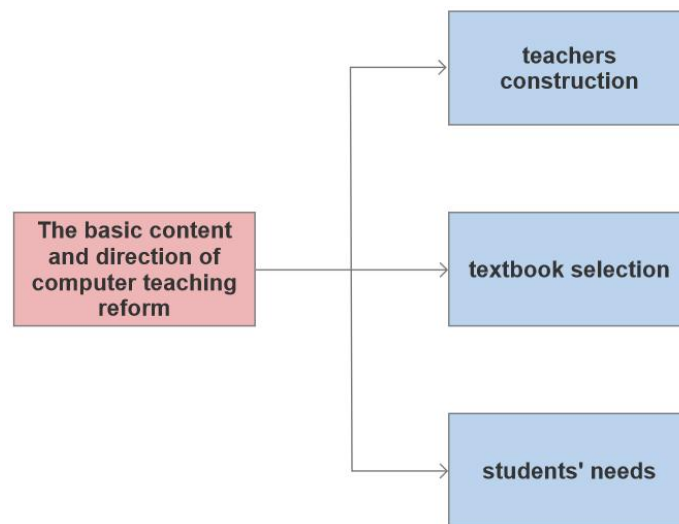 teachers
construction
The basic content
and direction of
computer teaching
reform
textbook selection
students' needs